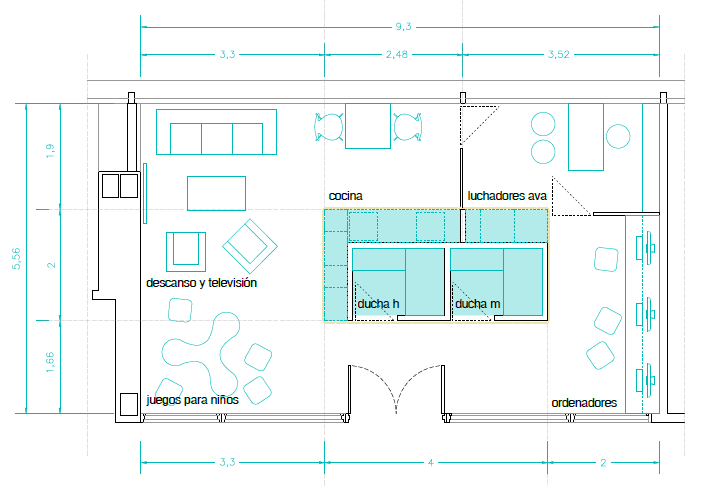 9,3
3,3
2,48
3,52
1,9
cocina
luchadores ava
5,56
2
descanso y televisión
ducha h
ducha m
1,66
juegos para niños
ordenadores
3,3
4
2